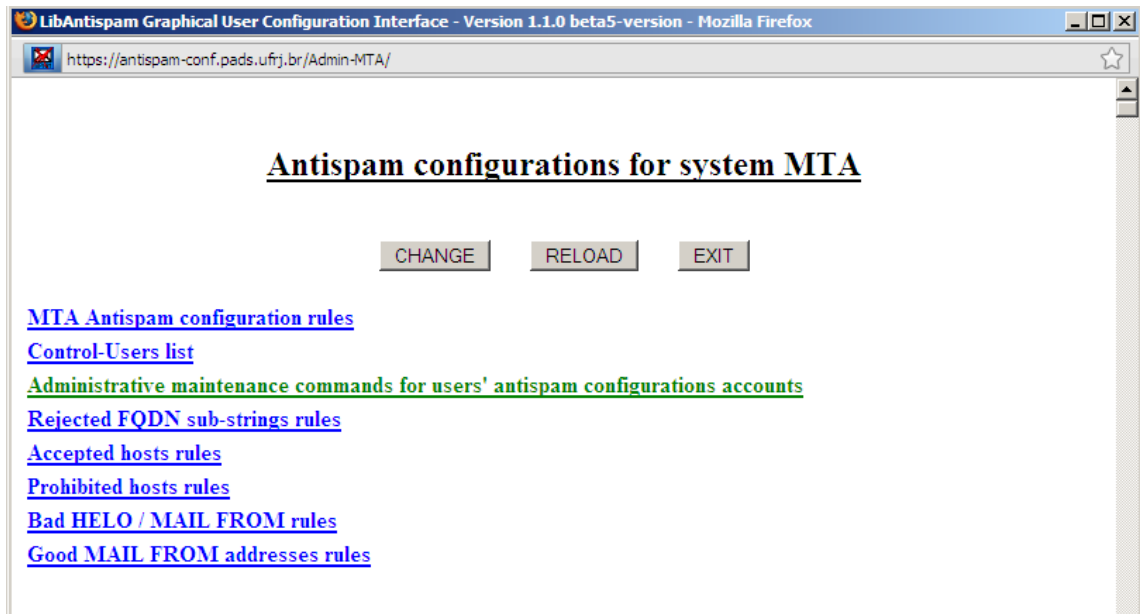 LibAntispam Graphical User Configuration Interface - Version 1.1.0 beta5-version - Mozilla Firefox
https://antispam-conf.pads.ufrj.br/Admin-MTA/
Antispam configurations for system MTA
CHANGE RELOAD EXIT
MTA Antispam configuration rules
Control-Users list
Administrative maintenance commands for users' antispam configurations accounts
Rejected FQDN sub-strings rules
Accepted hosts rules
Prohibited hosts rules
Bad HELO / MAIL FROM rules
Good MAIL FROM addresses rules